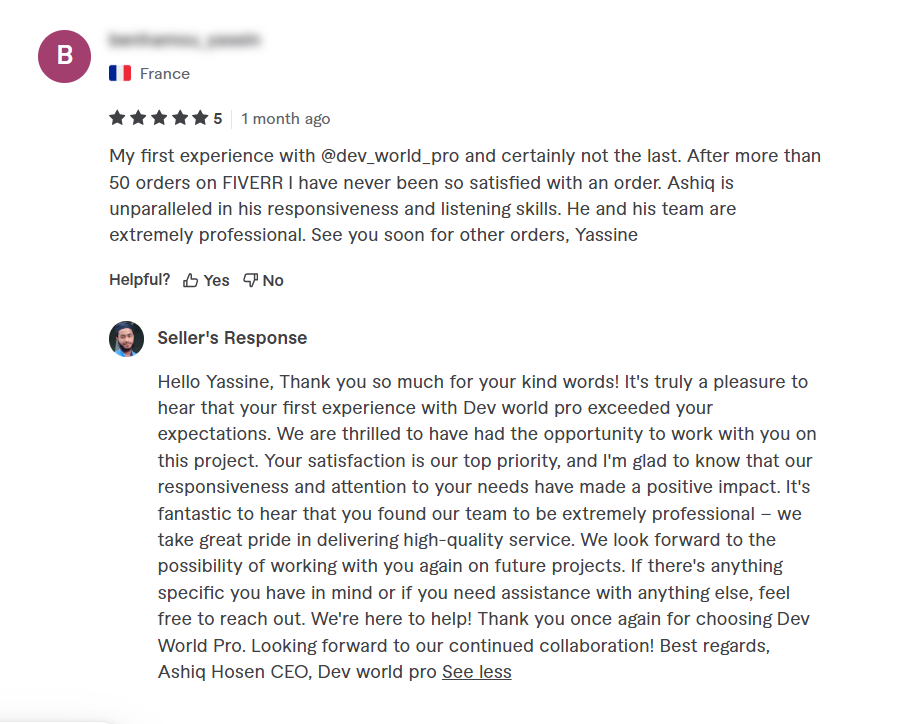 B
France
5
1 month ago
My first experience with @dev_world_pro and certainly not the last. After more than
50 orders on FIVERR I have never been so satisfied with an order. Ashiq is
unparalleled in his responsiveness and listening skills. He and his team are
extremely professional. See you soon for other orders, Yassine
Helpful? Yes No
Seller's Response
Hello Yassine, Thank you so much for your kind words! It's truly a pleasure to
hear that your first experience with Dev world pro exceeded your
expectations. We are thrilled to have had the opportunity to work with you on
this project. Your satisfaction is our top priority, and I'm glad to know that our
responsiveness and attention to your needs have made a positive impact. It's
fantastic to hear that you found our team to be extremely professional – we
take great pride in delivering high-quality service. We look forward to the
possibility of working with you again on future projects. If there's anything
specific you have in mind or if you need assistance with anything else, feel
free to reach out. We're here to help! Thank you once again for choosing Dev
World Pro. Looking forward to our continued collaboration! Best regards,
Ashiq Hosen CEO, Dev world pro See less